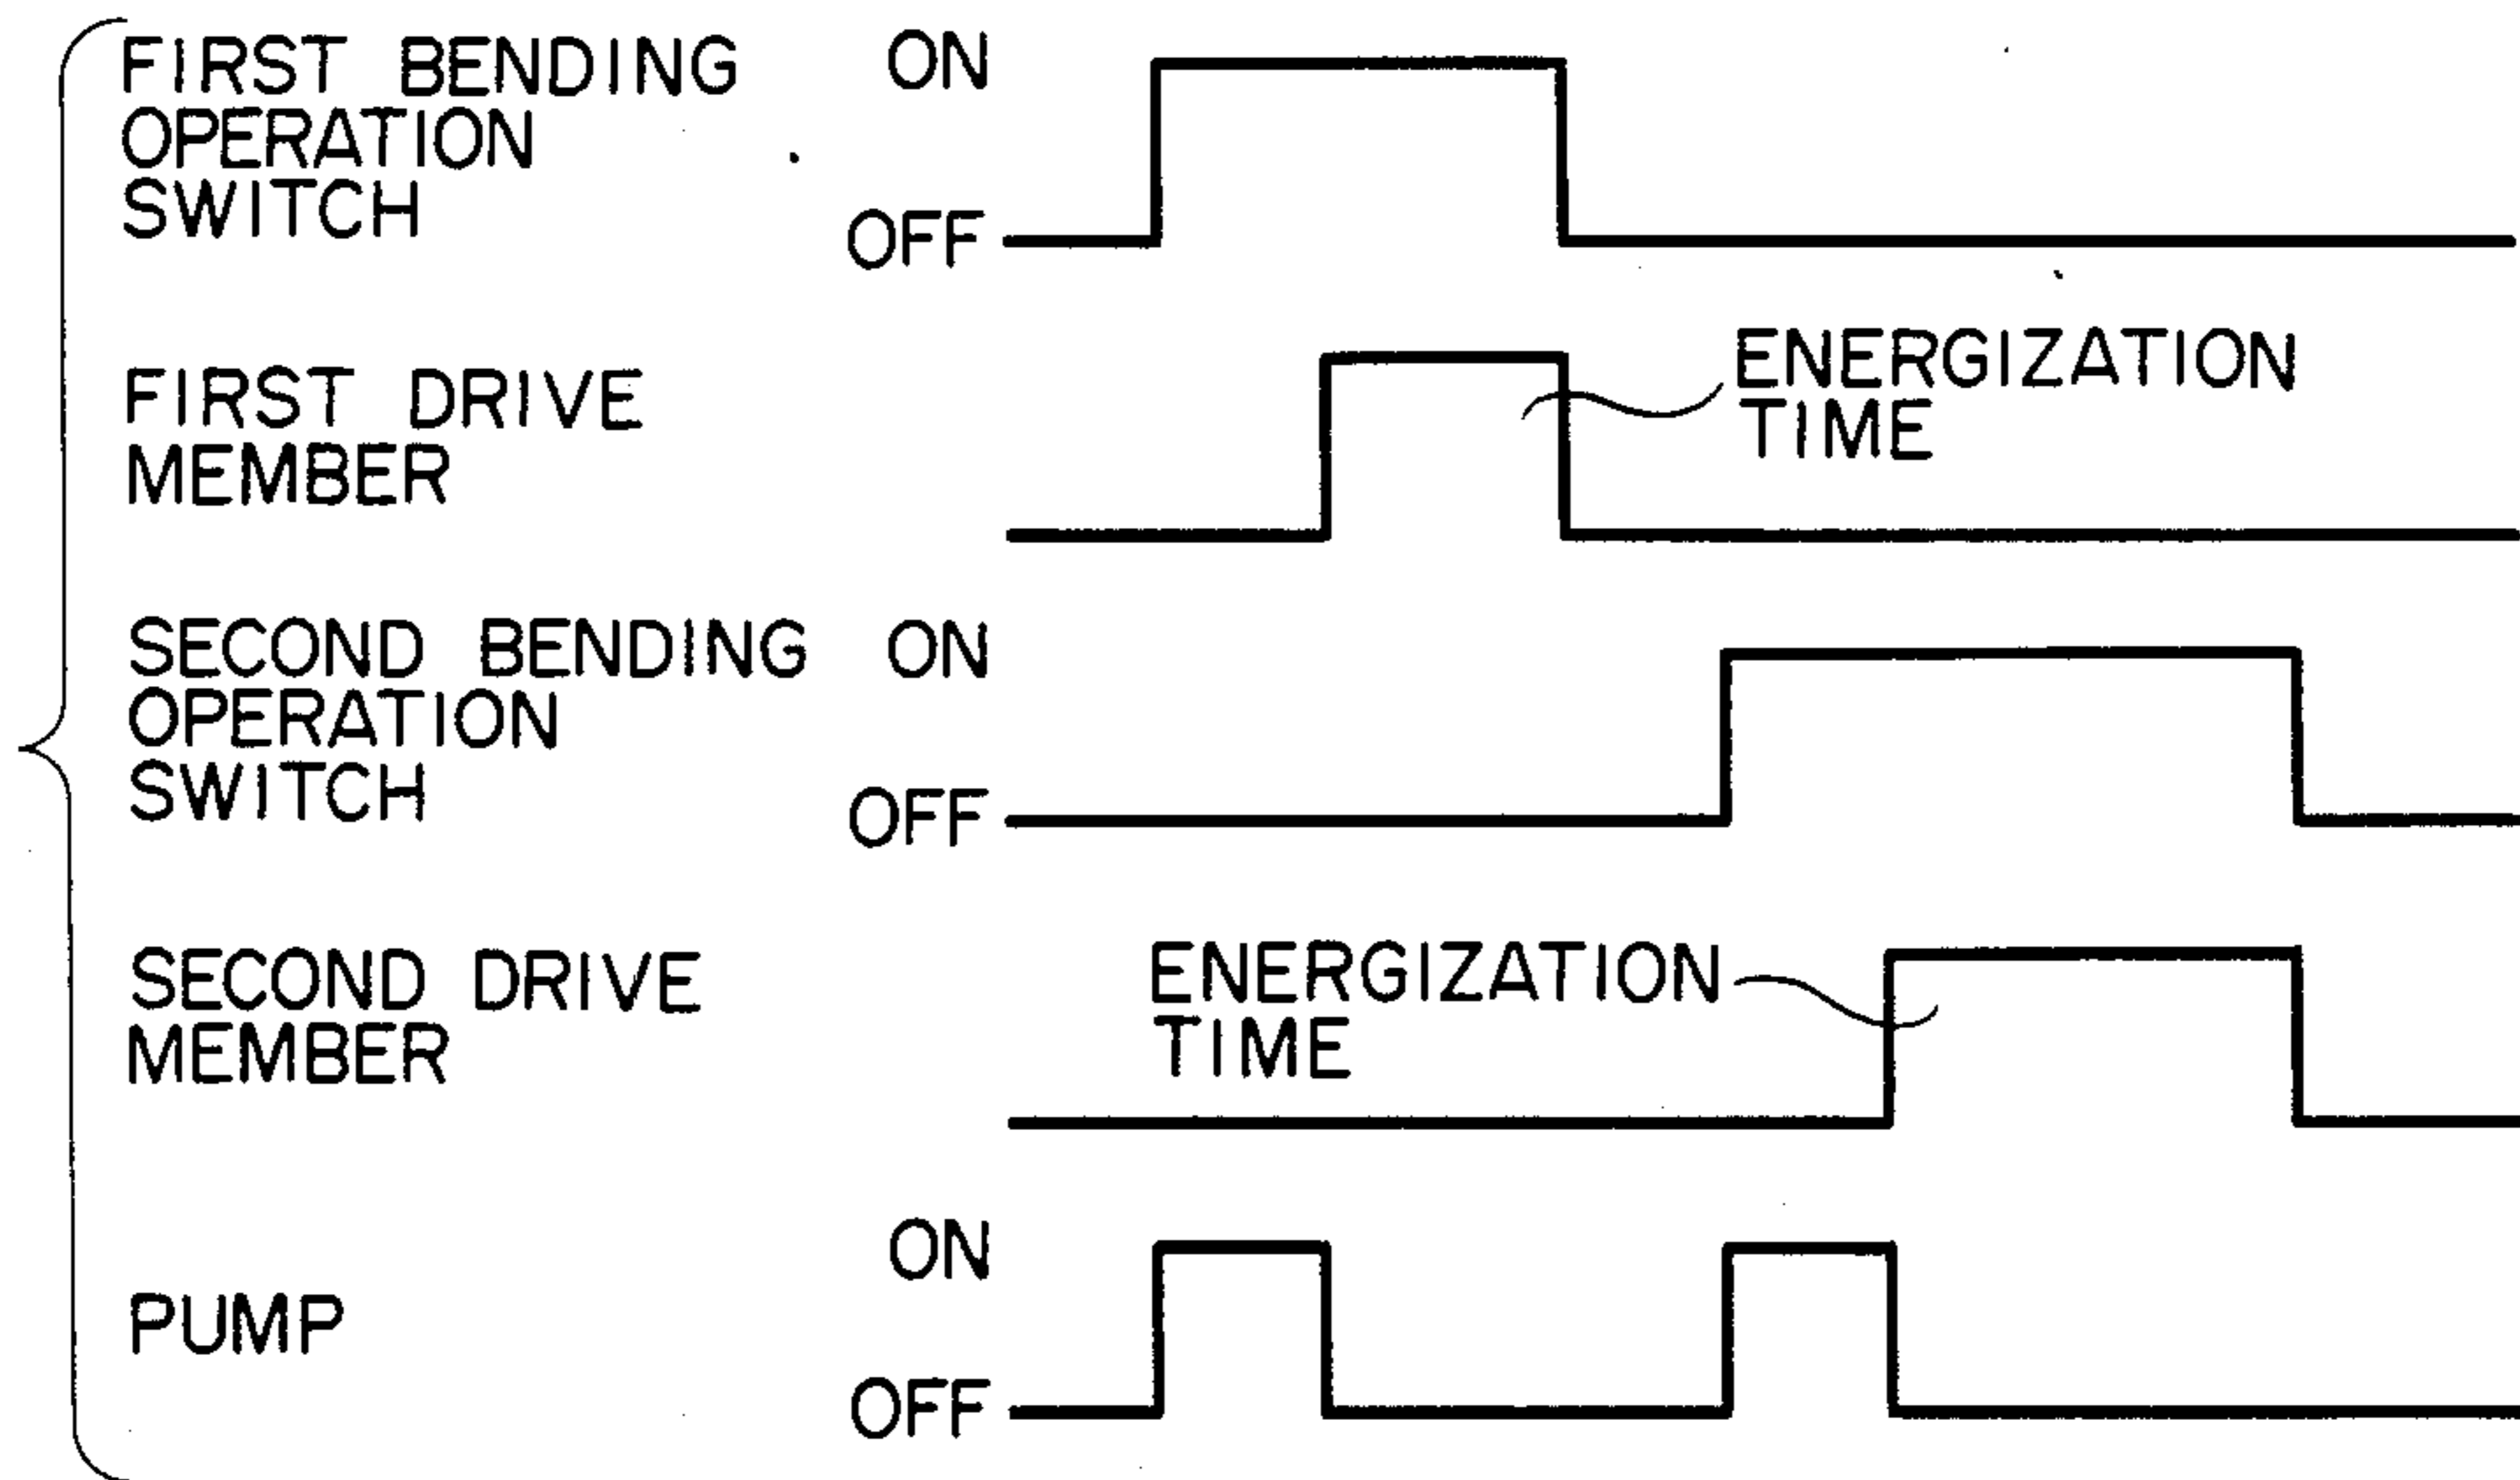 FIRST BENDING
OPERATION
SWITCH
ON
OFF
FIRST DRIVE
MEMBER
ENERGIZATION
TIME
SECOND BENDING
OPERATION
SWITCH
ON
OFF
SECOND DRIVE
MEMBER
ENERGIZATION
TIME
PUMP
ON
OFF